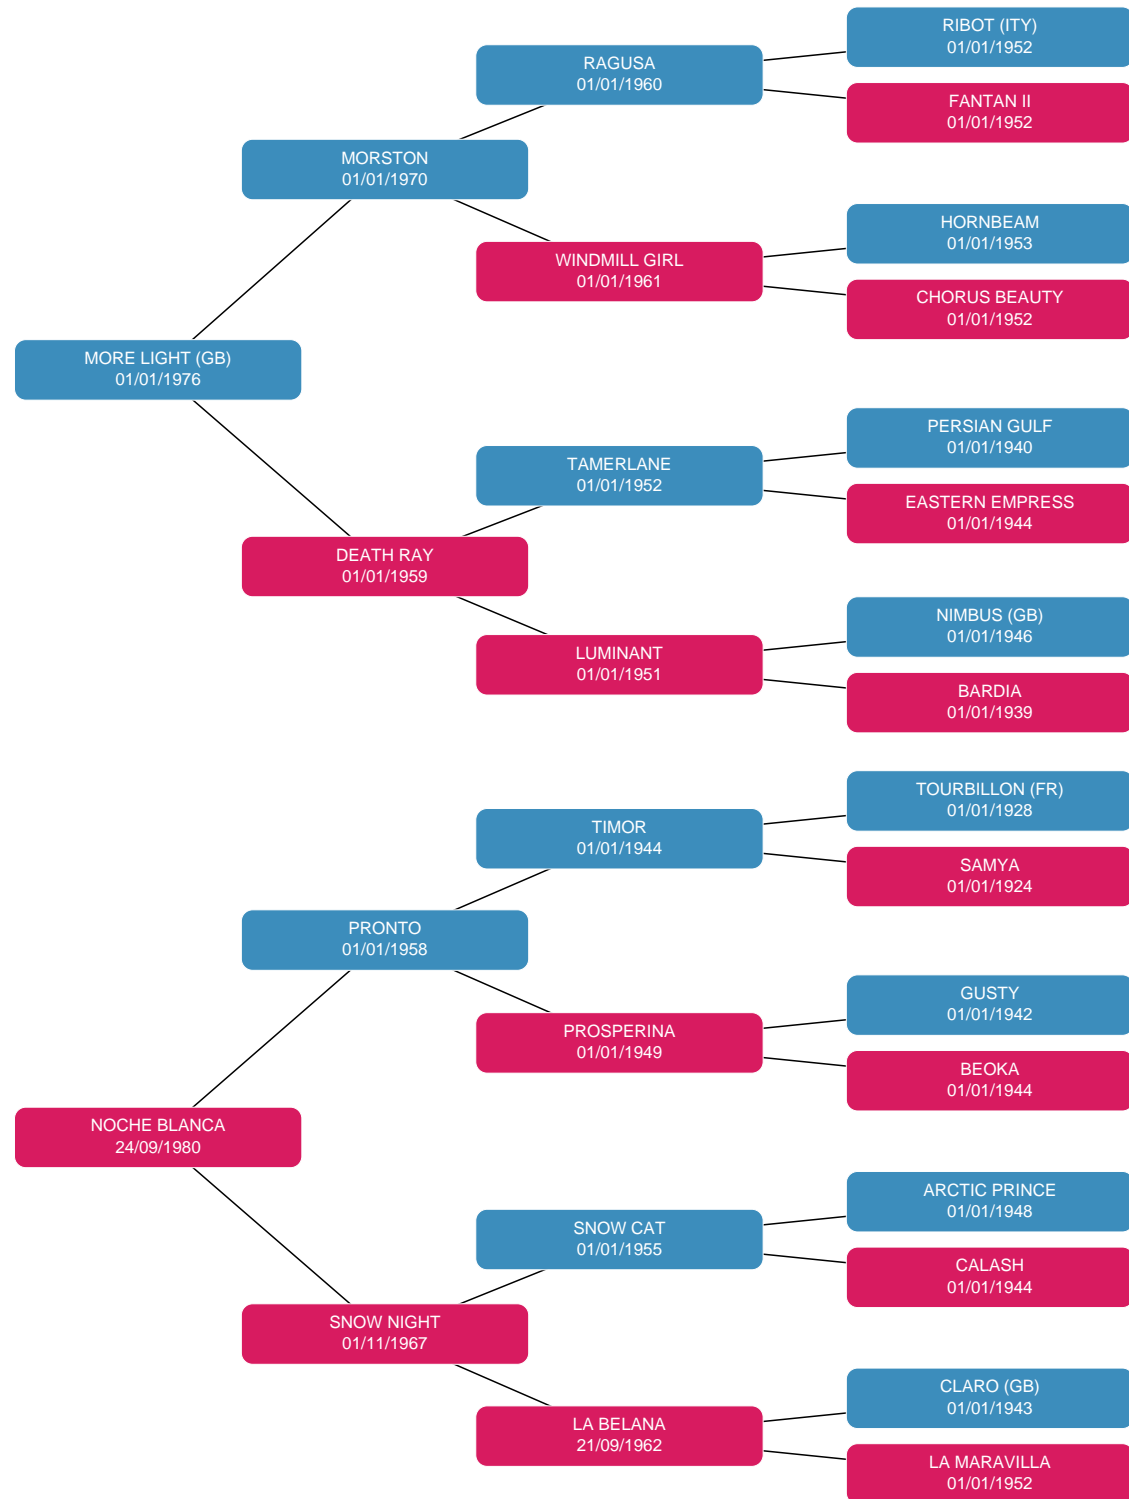 RIBOT (ITY)
01/01/1952
RAGUSA
01/01/1960
FANTAN II
01/01/1952
MORSTON
01/01/1970
HORNBEAM
01/01/1953
WINDMILL GIRL
01/01/1961
CHORUS BEAUTY
01/01/1952
MORE LIGHT (GB)
01/01/1976
PERSIAN GULF
01/01/1940
TAMERLANE
01/01/1952
EASTERN EMPRESS
01/01/1944
DEATH RAY
01/01/1959
NIMBUS (GB)
01/01/1946
LUMINANT
01/01/1951
BARDIA
01/01/1939
TOURBILLON (FR)
01/01/1928
TIMOR
01/01/1944
SAMYA
01/01/1924
PRONTO
01/01/1958
GUSTY
01/01/1942
PROSPERINA
01/01/1949
BEOKA
01/01/1944
NOCHE BLANCA
24/09/1980
ARCTIC PRINCE
01/01/1948
SNOW CAT
01/01/1955
CALASH
01/01/1944
SNOW NIGHT
01/11/1967
CLARO (GB)
01/01/1943
LA BELANA
21/09/1962
LA MARAVILLA
01/01/1952